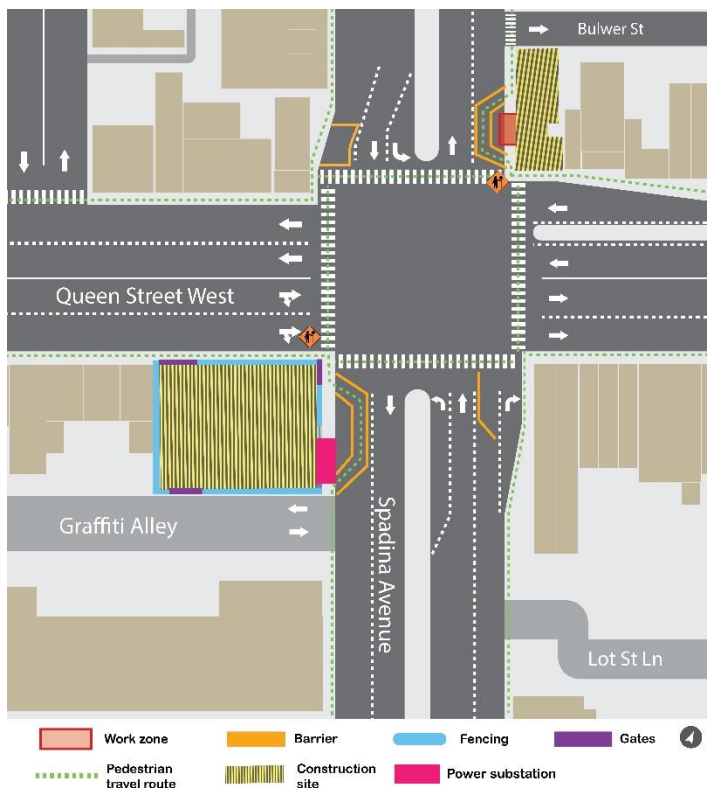 Bulwer St
Queen Street West
Graffiti Alley
Spadina Avenue
Lot St Ln
Work zone
Barrier
Fencing
Gates
Pedestrian
travel route
Construction
site
Power substation